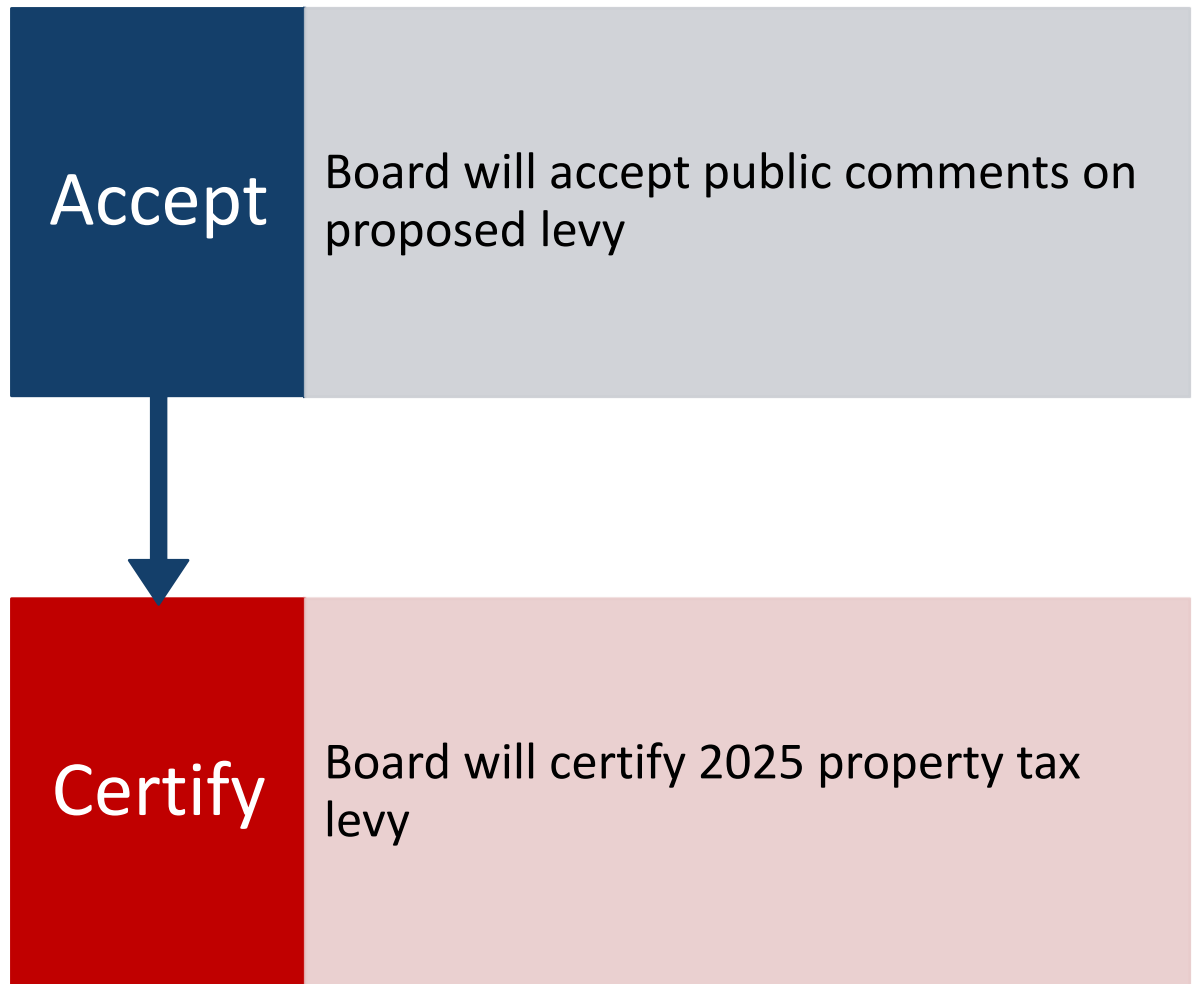 Accept
Board will accept public comments on
proposed levy
Certify
Board will certify 2025 property tax
levy